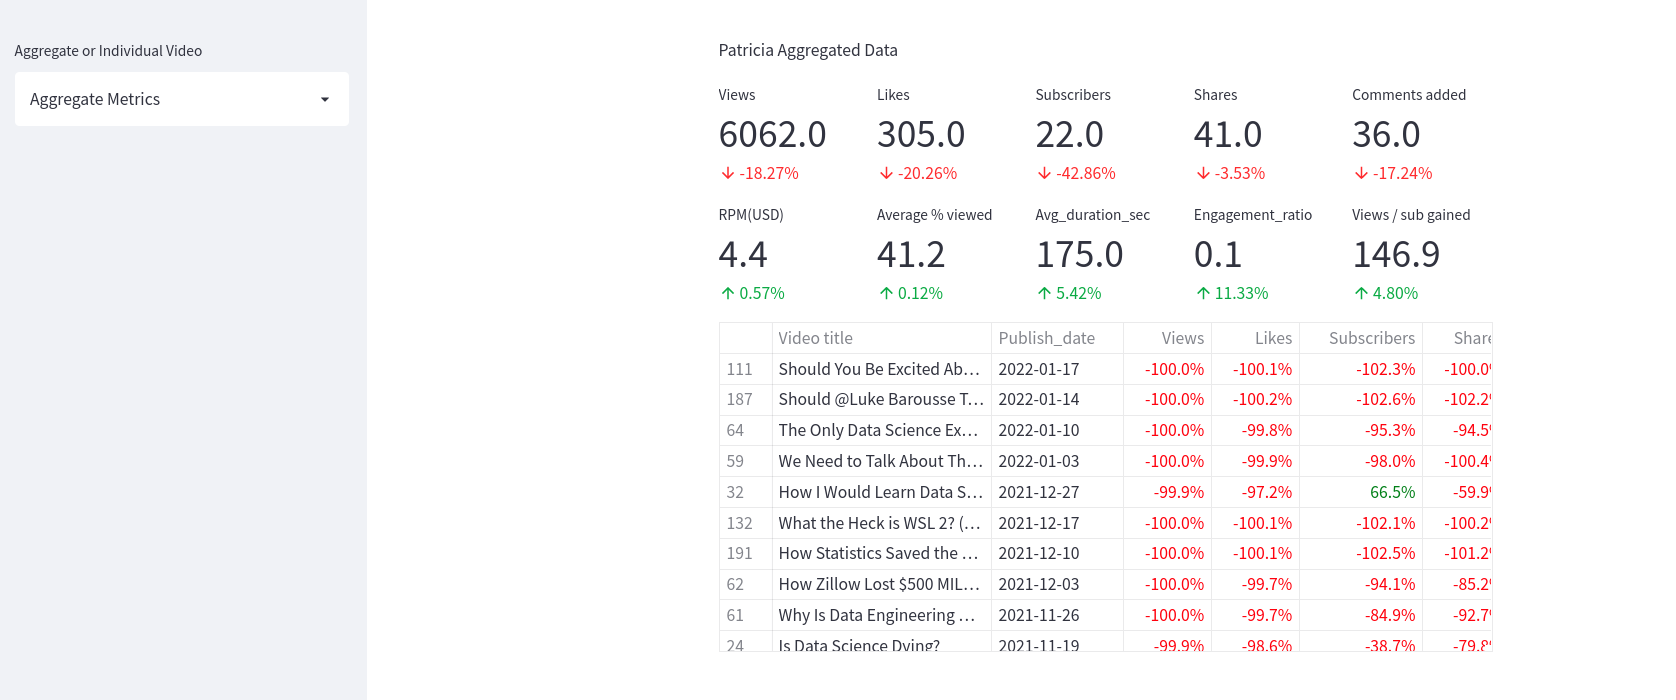 Aggregate or Individual Video
Aggregate Metrics
Patricia Aggregated Data
Views Likes Subscribers Shares Comments added
6062.0 305.0 22.0 41.0 36.0
-18.27% -20.26% -42.86% -3.53% -17.24%
RPM(USD) Average % viewed Avg_duration_sec Engagement_ratio Views / sub gained
4.4 41.2 175.0 0.1 146.9
0.57% 0.12% 5.42% 11.33% 4.80%
Video title Publish_date Views Likes Subscribers Share
111 Should You Be Excited Ab… 2022-01-17 -100.0% -100.1% -102.3% -100.0%
187 Should @Luke Barousse T… 2022-01-14 -100.0% -100.2% -102.6% -102.2%
64 The Only Data Science Ex… 2022-01-10 -100.0% -99.8% -95.3% -94.5%
59 We Need to Talk About Th… 2022-01-03 -100.0% -99.9% -98.0% -100.4%
32 How I Would Learn Data S… 2021-12-27 -99.9% -97.2% 66.5% -59.9%
132 What the Heck is WSL 2? (… 2021-12-17 -100.0% -100.1% -102.1% -100.2%
191 How Statistics Saved the … 2021-12-10 -100.0% -100.1% -102.5% -101.2%
62 How Zillow Lost $500 MIL… 2021-12-03 -100.0% -99.7% -94.1% -85.2%
61 Why Is Data Engineering … 2021-11-26 -100.0% -99.7% -84.9% -92.7%
24 Is Data Science Dying? 2021-11-19 -99.9% -98.6% -38.7% -79.8%